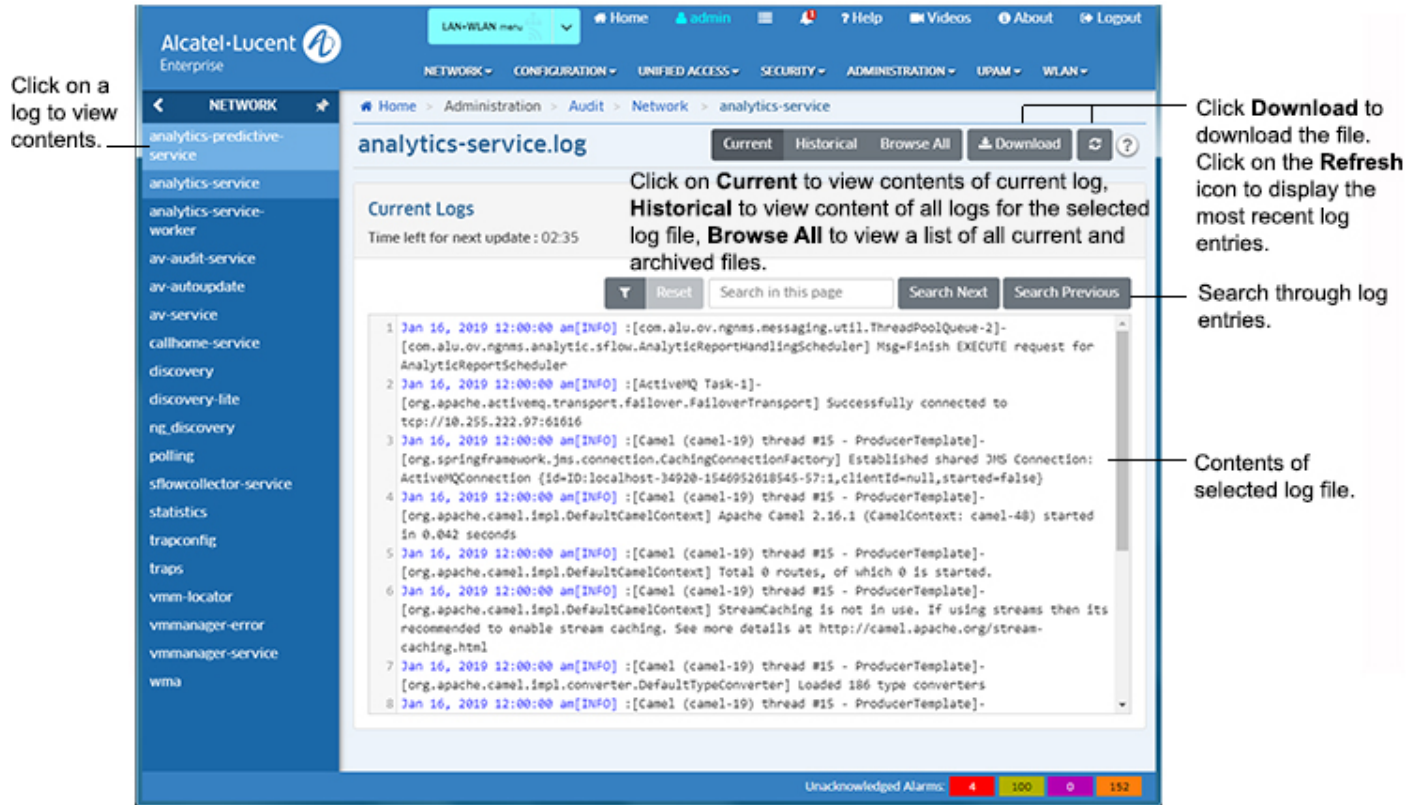 LAN+WLAN menu
Home
admin
? Help
Videos
About
Logout
Alcatel·Lucent
Enterprise
NETWORK
CONFIGURATION
UNIFIED ACCESS
SECURITY
ADMINISTRATION
UPAM
WLAN
Click on a
log to view
contents.
NETWORK
analytics-predictive-
service
analytics-service
analytics-service-
worker
av-audit-service
av-autoupdate
av-service
callhome-service
discovery
discovery-lite
ng_discovery
polling
sflowcollector-service
statistics
trapconfig
traps
vmm-locator
vmmanager-error
vmmanager-service
wma
Home > Administration > Audit > Network > analytics-service
analytics-service.log
Current
Historical
Browse All
Download
?
Click on Current to view contents of current log,
Historical to view content of all logs for the selected
log file, Browse All to view a list of all current and
archived files.
Current Logs
Time left for next update : 02:35
Reset
Search in this page
Search Next
Search Previous
1 Jan 16, 2019 12:00:00 am[INFO] :[com.alu.ov.ngnms.messaging.util.ThreadPoolQueue-2]-
[com.alu.ov.ngnms.analytic.sflow.AnalyticReportHandlingScheduler] Msg=Finish EXECUTE request for
AnalyticReportScheduler
2 Jan 16, 2019 12:00:00 am[INFO] :[ActiveMQ Task-1]-
[org.apache.activemq.transport.failover.FailoverTransport] Successfully connected to
tcp://10.255.222.97:61616
3 Jan 16, 2019 12:00:00 am[INFO] :[Camel (camel-19) thread #15 - ProducerTemplate]-
[org.springframework.jms.connection.CachingConnectionFactory] Established shared JMS Connection:
ActiveMQConnection {id=ID:localhost-34920-1546952618545-57:1,clientId=null,started=false}
4 Jan 16, 2019 12:00:00 am[INFO] :[Camel (camel-19) thread #15 - ProducerTemplate]-
[org.apache.camel.impl.DefaultCamelContext] Apache Camel 2.16.1 (CamelContext: camel-48) started
in 0.042 seconds
5 Jan 16, 2019 12:00:00 am[INFO] :[Camel (camel-19) thread #15 - ProducerTemplate]-
[org.apache.camel.impl.DefaultCamelContext] Total 0 routes, of which 0 is started.
6 Jan 16, 2019 12:00:00 am[INFO] :[Camel (camel-19) thread #15 - ProducerTemplate]-
[org.apache.camel.impl.DefaultCamelContext] StreamCaching is not in use. If using streams then its
recommended to enable stream caching. See more details at http://camel.apache.org/stream-
caching.html
7 Jan 16, 2019 12:00:00 am[INFO] :[Camel (camel-19) thread #15 - ProducerTemplate]-
[org.apache.camel.impl.converter.DefaultTypeConverter] Loaded 186 type converters
8 Jan 16, 2019 12:00:00 am[INFO] :[Camel (camel-19) thread #15 - ProducerTemplate]-
Click Download to
download the file.
Click on the Refresh
icon to display the
most recent log
entries.
Search through log
entries.
Contents of
selected log file.
Unacknowledged Alarms: 4 100 0 152